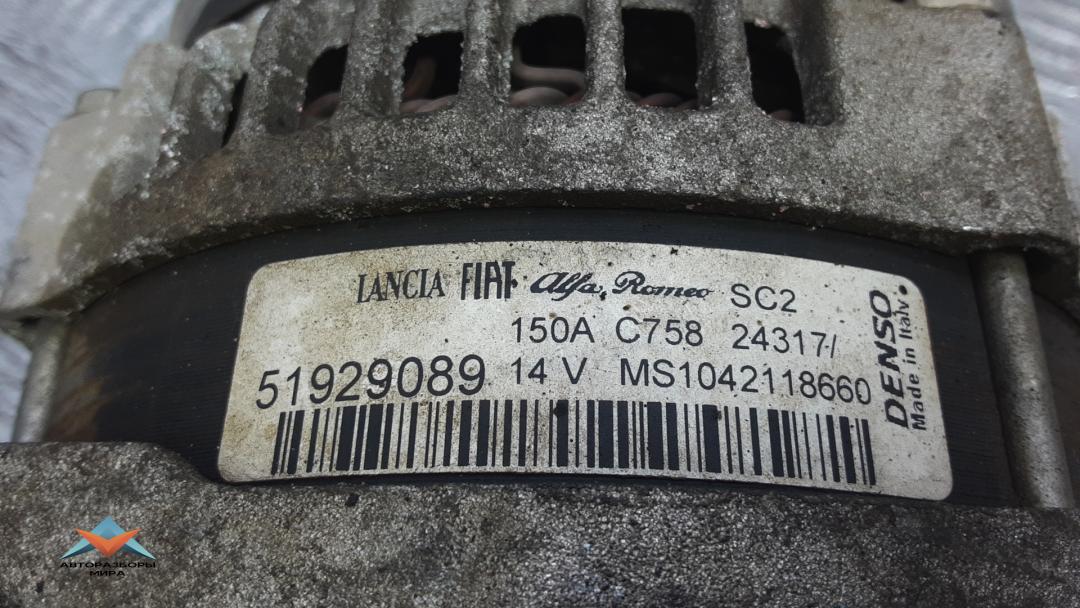 LANCIA FIAT Alfa Romeo SC2
150A C758 24317/
51929089 14 V MS1042118660
DENSO
Made in Italy
АВТОРАЗБОРЫ
МИРА